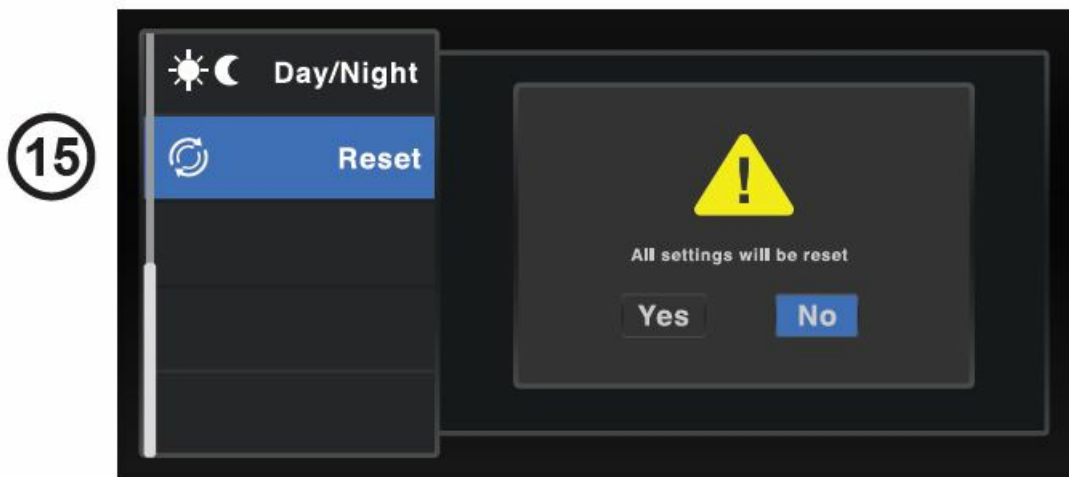 Day/Night
15
Reset
!
All settings will be reset
Yes No